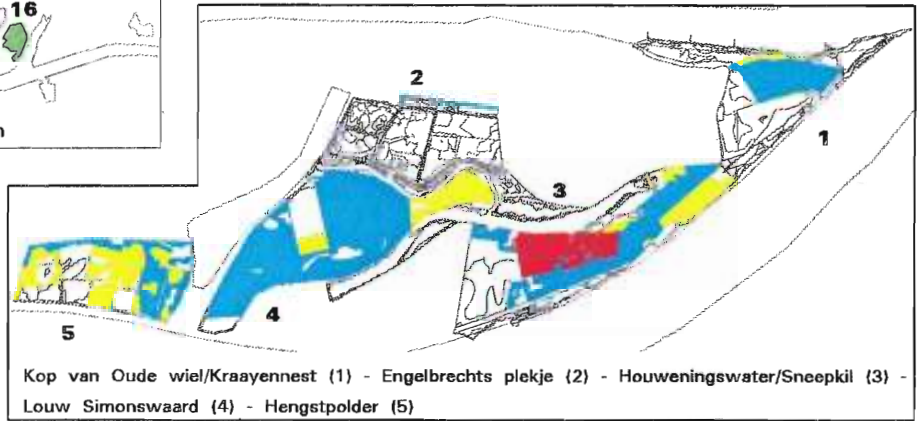 16
n
2
1
3
4
5
Kop van Oude wiel/Kraayennest (1) - Engelbrechts plekje (2) - Houweningswater/Sneepkil (3) -
Louw Simonswaard (4) - Hengstpolder (5)